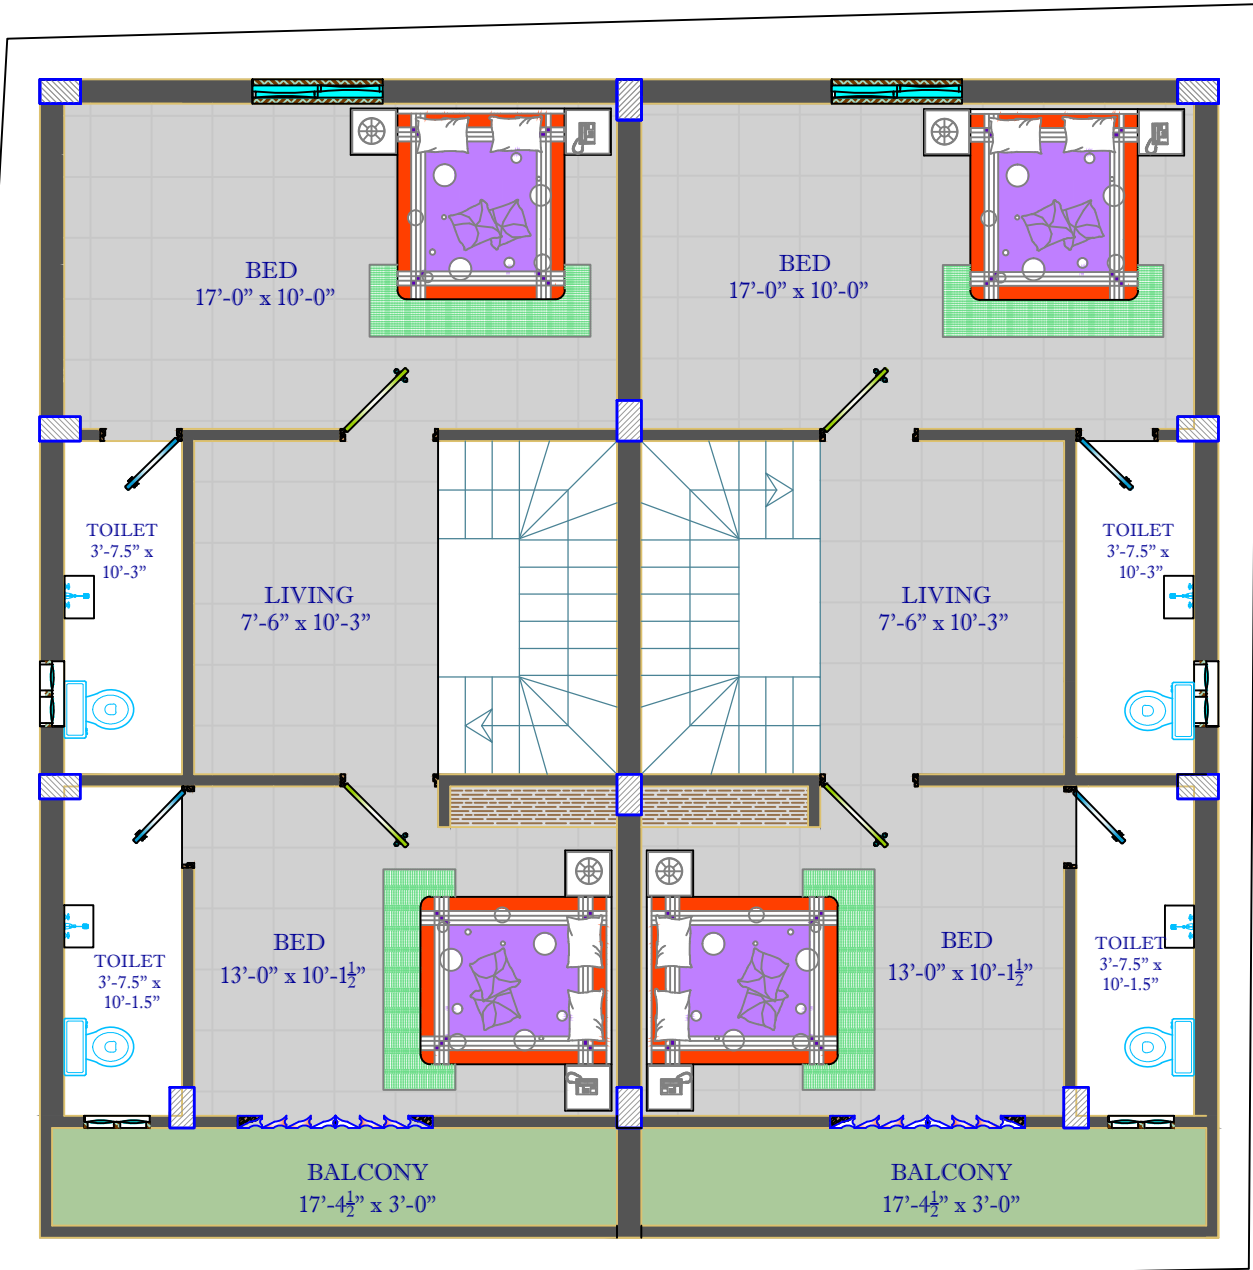 BED
17’-0” x 10’-0”
BED
17’-0” x 10’-0”
TOILET
3’-7.5” x
10’-3”
LIVING
7’-6” x 10’-3”
LIVING
7’-6” x 10’-3”
TOILET
3’-7.5” x
10’-3”
TOILET
3’-7.5” x
10’-1.5”
BED
13’-0” x 10’-1½”
BED
13’-0” x 10’-1½”
TOILET
3’-7.5” x
10’-1.5”
BALCONY
17’-4½” x 3’-0”
BALCONY
17’-4½” x 3’-0”